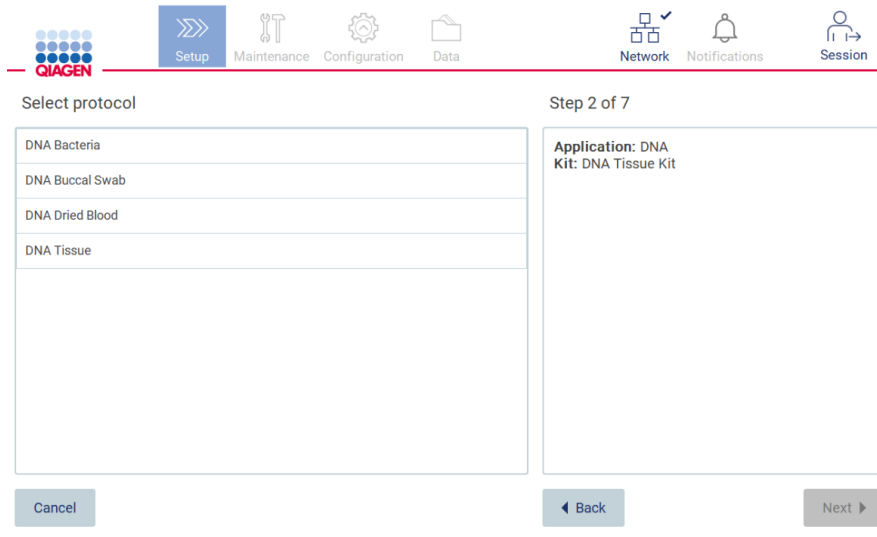 QIAGEN
Setup
Maintenance
Configuration
Data
Network
Notifications
Session
Select protocol
Step 2 of 7
DNA Bacteria
DNA Buccal Swab
DNA Dried Blood
DNA Tissue
Application: DNA
Kit: DNA Tissue Kit
Cancel
Back
Next